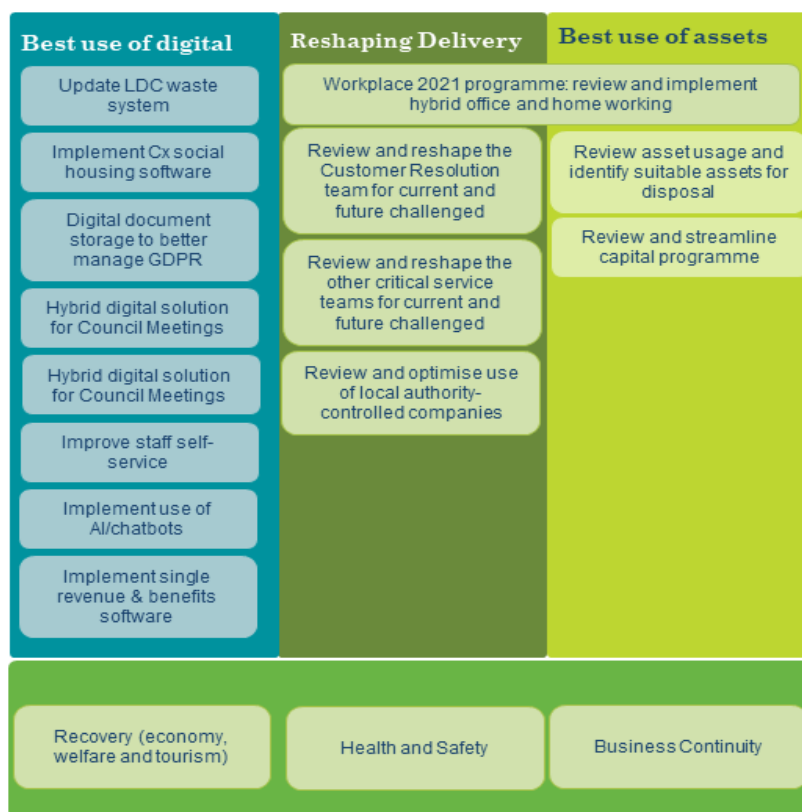 Best use of digital
Update LDC waste
system
Implement Cx social
housing software
Digital document
storage to better
manage GDPR
Hybrid digital solution
for Council Meetings
Hybrid digital solution
for Council Meetings
Improve staff self-
service
Implement use of
AI/chatbots
Implement single
revenue & benefits
software
Reshaping Delivery
Workplace 2021 programme: review and implement
hybrid office and home working
Review and reshape the
Customer Resolution
team for current and
future challenged
Review and reshape the
other critical service
teams for current and
future challenged
Review and optimise use
of local authority-
controlled companies
Best use of assets
Review asset usage and
identify suitable assets for
disposal
Review and streamline
capital programme
Recovery (economy,
welfare and tourism)
Health and Safety
Business Continuity